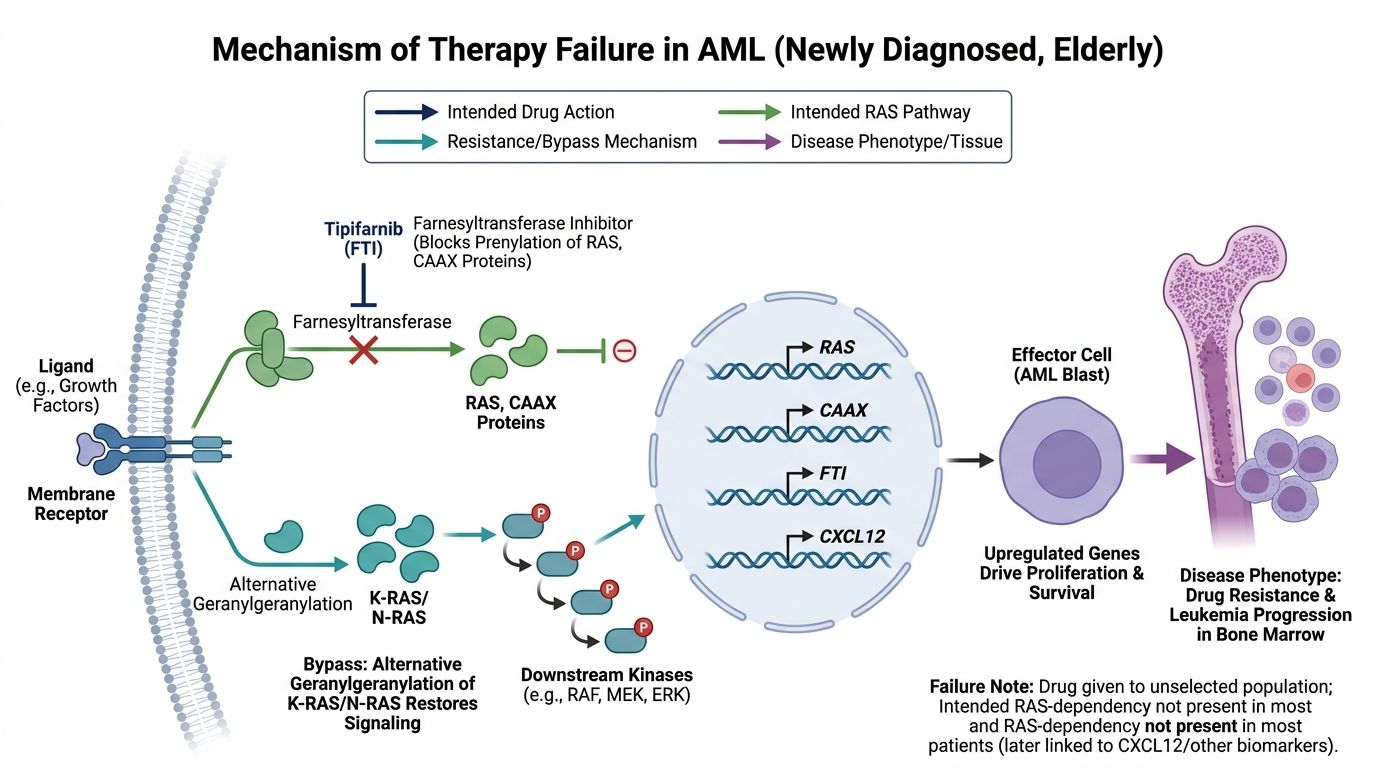 Mechanism of Therapy Failure in AML (Newly Diagnosed, Elderly)
Intended Drug Action
Intended RAS Pathway
Resistance/Bypass Mechanism
Disease Phenotype/Tissue
Tipifarnib
(FTI)
Farnesyltransferase Inhibitor
(Blocks Prenylation of RAS,
CAAX Proteins)
Farnesyltransferase
Ligand
(e.g., Growth
Factors)
Membrane
Receptor
RAS, CAAX
Proteins
Alternative
Geranylgeranylation
K-RAS/
N-RAS
Bypass: Alternative
Geranylgeranylation of
K-RAS/N-RAS Restores
Signaling
P
P
P
P
Downstream Kinases
(e.g., RAF, MEK, ERK)
RAS
CAAX
FTI
CXCL12
Effector Cell
(AML Blast)
Upregulated Genes
Drive Proliferation &
Survival
Disease Phenotype:
Drug Resistance &
Leukemia Progression
in Bone Marrow
Failure Note: Drug given to unselected population;
Intended RAS-dependency not present in most
and RAS-dependency not present in most
patients (later linked to CXCL12/other biomarkers).